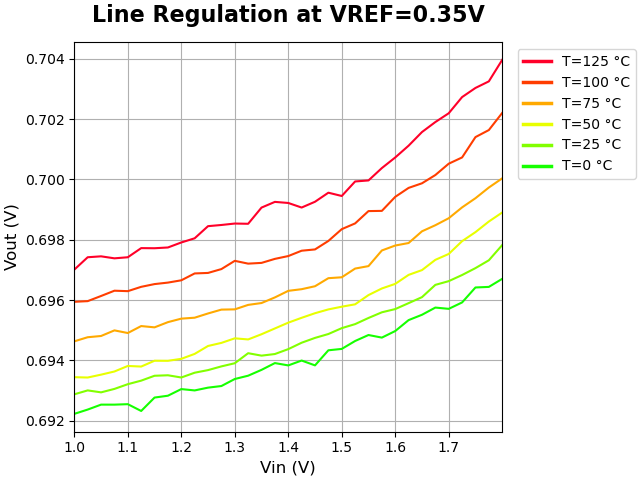 Line Regulation at VREF=0.35V
Vout (V)
0.704
0.702
0.700
0.698
0.696
0.694
0.692
1.0 1.1 1.2 1.3 1.4 1.5 1.6 1.7
Vin (V)
T=125 °C
T=100 °C
T=75 °C
T=50 °C
T=25 °C
T=0 °C